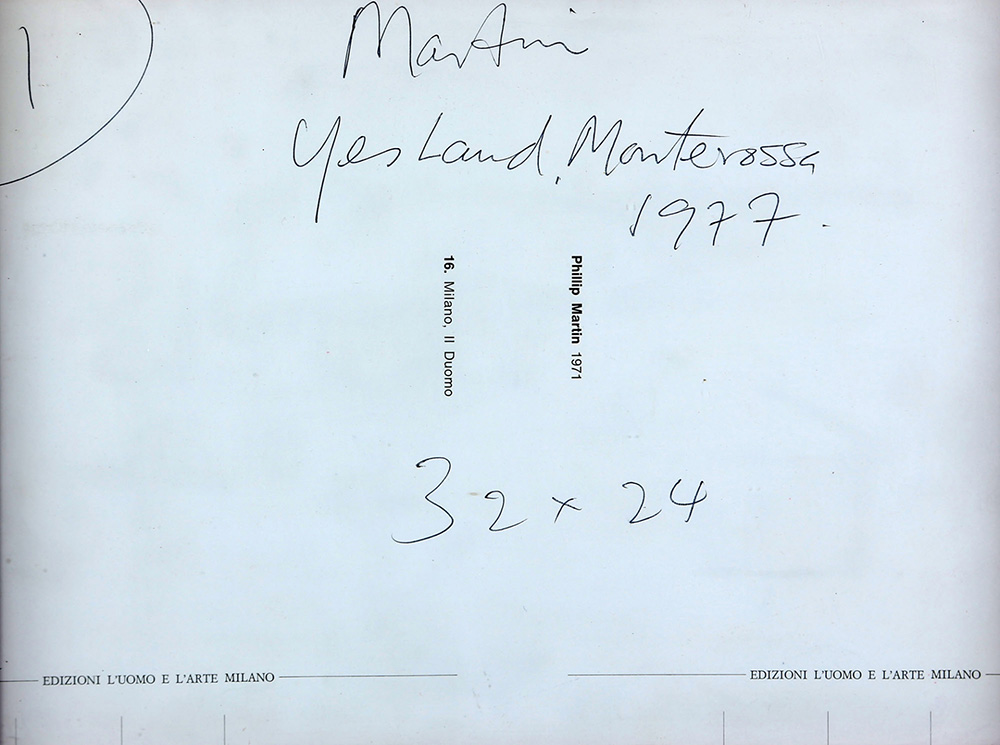 1
Martin
Yes Land, Monterossa
1977.
Phillip Martin 1971
16. Milano, Il Duomo
32 x 24
EDIZIONI L'UOMO E L'ARTE MILANO
EDIZIONI L'UOMO E L'ARTE MILANO